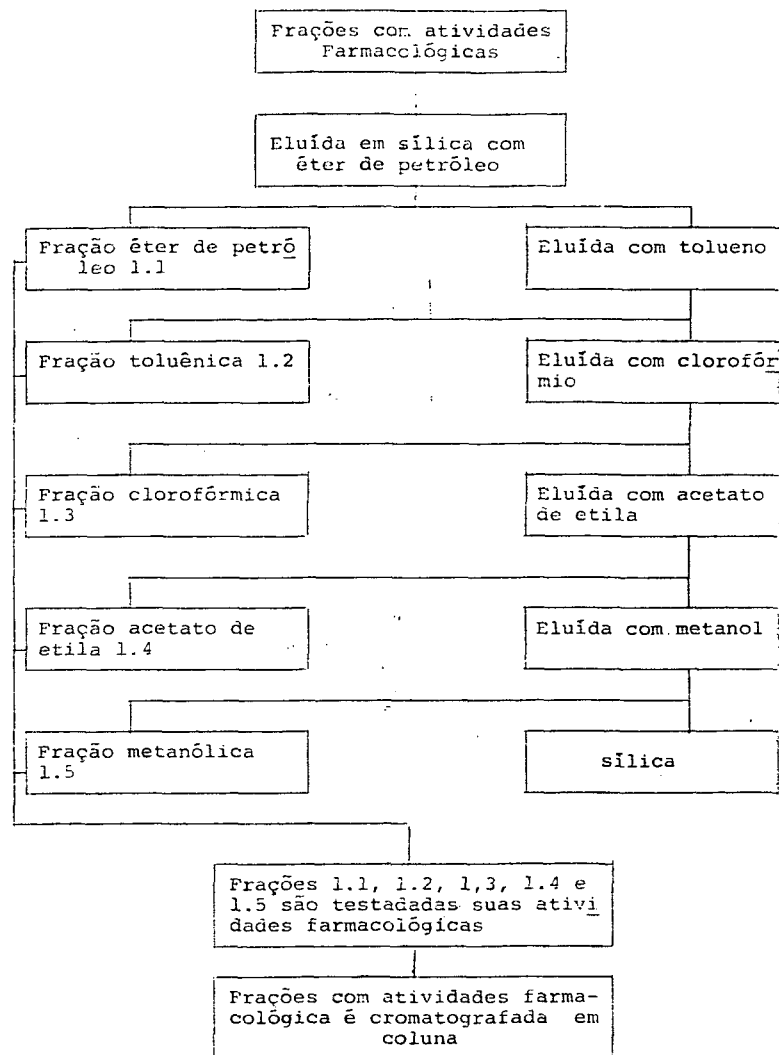 Frações com atividades
Farmacológicas
Eluída em sílica com
éter de petróleo
Fração éter de petró
leo 1.1
Eluída com tolueno
Fração toluênica 1.2
Eluída com clorofór
mio
Fração clorofórmica
1.3
Eluída com acetato
de etila
Fração acetato de
etila 1.4
Eluída com metanol
Fração metanólica
1.5
sílica
Frações 1.1, 1.2, 1,3, 1.4 e
1.5 são testadadas suas ativi
dades farmacológicas
Frações com atividades farma-
cológica é cromatografada em
coluna